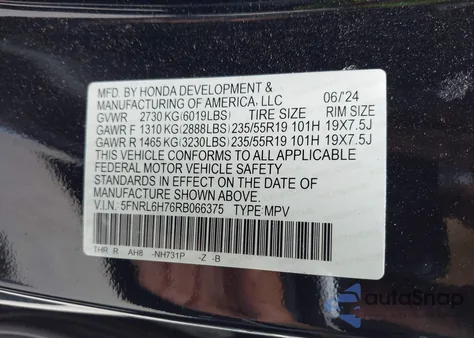 MFD. BY HONDA DEVELOPMENT &
MANUFACTURING OF AMERICA, LLC 06/'24
GVWR 2730 KG (6019LBS) TIRE SIZE RIM SIZE
GAWR F 1310 KG (2888LBS) 235/55R19 101H 19X7.5J
GAWR R 1465 KG (3230LBS) 235/55R19 101H 19X7.5J
THIS VEHICLE CONFORMS TO ALL APPLICABLE
FEDERAL MOTOR VEHICLE SAFETY
STANDARDS IN EFFECT ON THE DATE OF
MANUFACTURE SHOWN ABOVE.
V.I.N.: 5FNRL6H76RB066375 TYPE:MPV
THR R AH8 -NH731P -Z -B
autoSnap